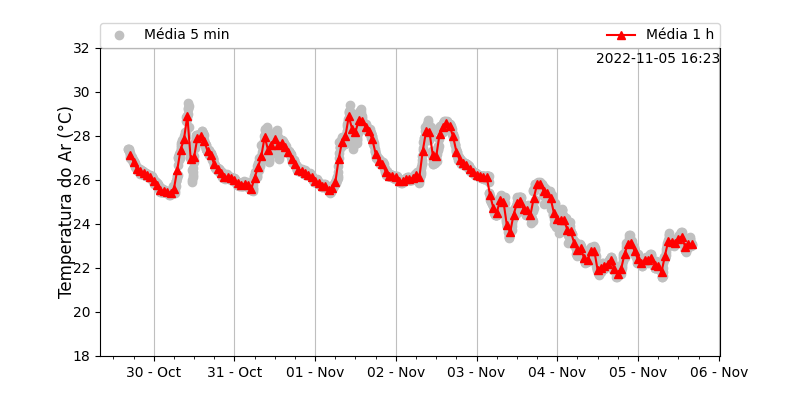 Média 5 min
Média 1 h
2022-11-05 16:23
Temperatura do Ar (°C)
32
30
28
26
24
22
20
18
30 - Oct
31 - Oct
01 - Nov
02 - Nov
03 - Nov
04 - Nov
05 - Nov
06 - Nov